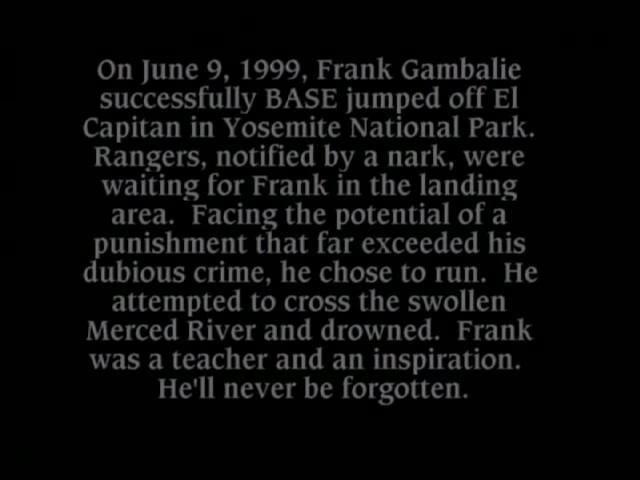 On June 9, 1999, Frank Gambalie
successfully BASE jumped off El
Capitan in Yosemite National Park.
Rangers, notified by a nark, were
waiting for Frank in the landing
area.  Facing the potential of a
punishment that far exceeded his
dubious crime, he chose to run.  He
attempted to cross the swollen
Merced River and drowned.  Frank
was a teacher and an inspiration.
He'll never be forgotten.